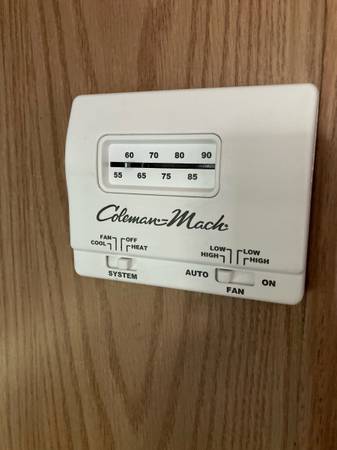 60 70 80 90
55 65 75 85
Coleman-Mach
FAN OFF
COOL HEAT
LOW LOW
HIGH HIGH
AUTO ON
SYSTEM
FAN